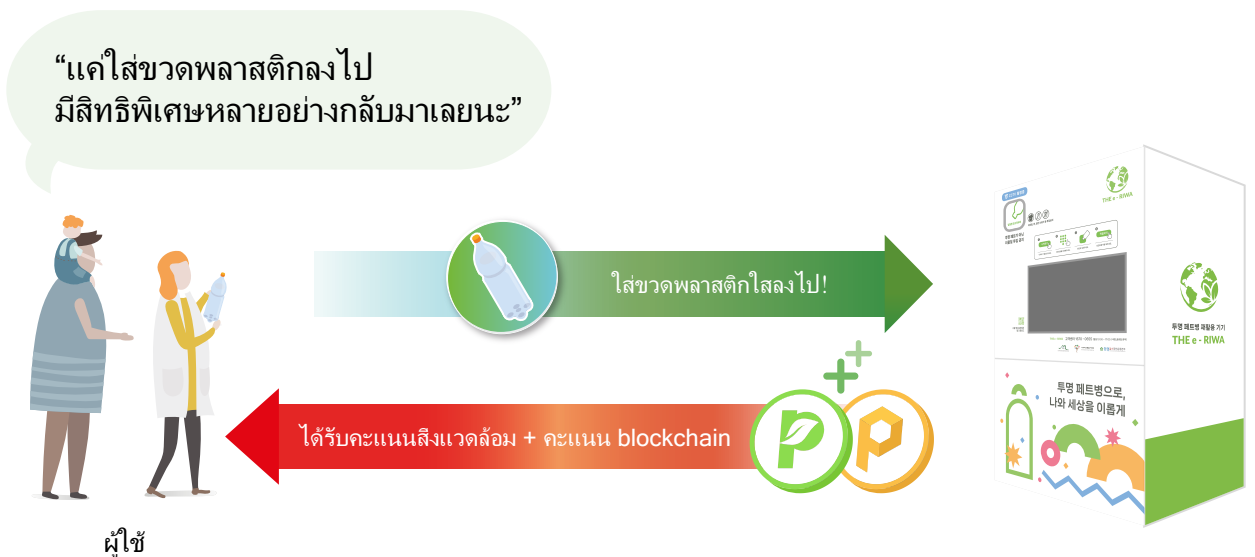 “แค่ใส่ขวดพลาสติกลงไป
มีสิทธิพิเศษหลายอย่างกลับมาเลยนะ”
ใส่ขวดพลาสติกใสลงไป!
ได้รับคะแนนสิ่งแวดล้อม + คะแนน blockchain
ผู้ใช้
THE e - RIWA
투명 페트병 재활용 기기
THE e - RIWA
투명 페트병으로,
나와 세상을 이롭게